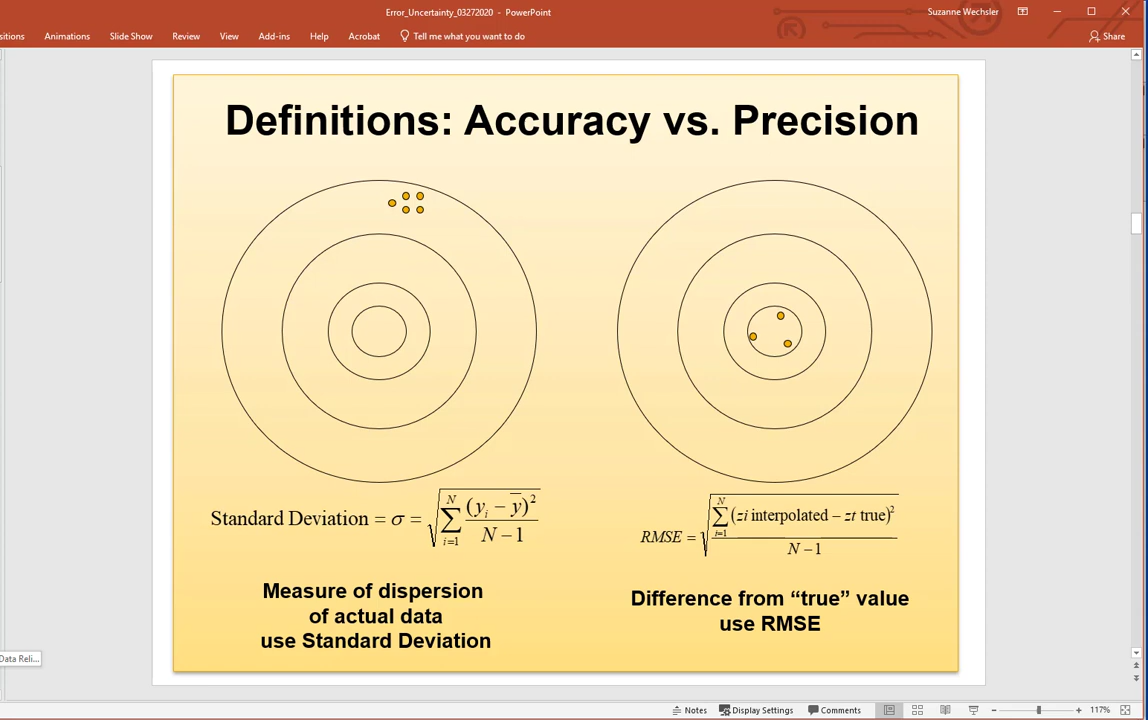 Error_Uncertainty_03272020 - PowerPoint
Suzanne Wechsler
sitions Animations Slide Show Review View Add-ins Help Acrobat Tell me what you want to do
Share
Definitions: Accuracy vs. Precision
Standard Deviation = σ = √ ∑ i=1 N (yi − y̅)² / N − 1
RMSE = √ ∑ i=1 N (zi interpolated − zt true)² / N − 1
Measure of dispersion
of actual data
use Standard Deviation
Difference from “true” value
use RMSE
Data Reli...
Notes Display Settings Comments 117%